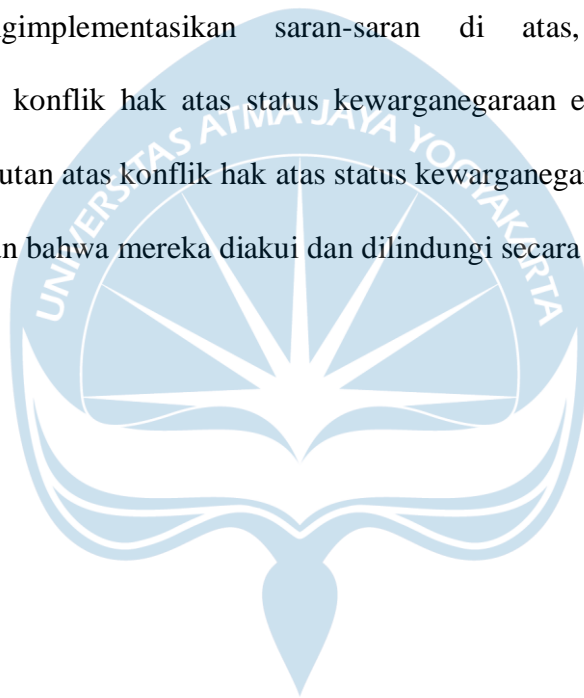 gimplementasikan saran-saran di atas,
konflik hak atas status kewarganegaraan e
utan atas konflik hak atas status kewarganegar
n bahwa mereka diakui dan dilindungi secara
UNIVERSITAS ATMA JAYA YOGYAKARTA